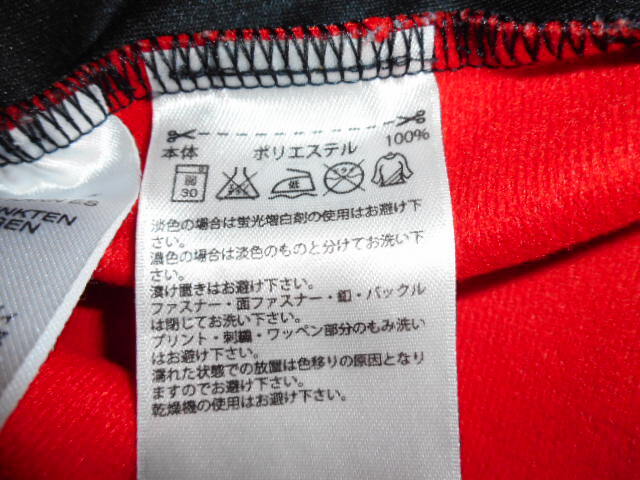 本体 ポリエステル 100%
弱
30
低
淡色の場合は蛍光増白剤の使用はお避け下
さい。
濃色の場合は淡色のものと分けてお洗い下
さい。
漬け置きはお避け下さい。
ファスナー・面ファスナー・釦・バックル
は閉じてお洗い下さい。
プリント・刺繍・ワッペン部分のもみ洗い
はお避け下さい。
濡れた状態での放置は色移りの原因となり
ますのでお避け下さい。
乾燥機の使用はお避け下さい。
NKTEN
BEN